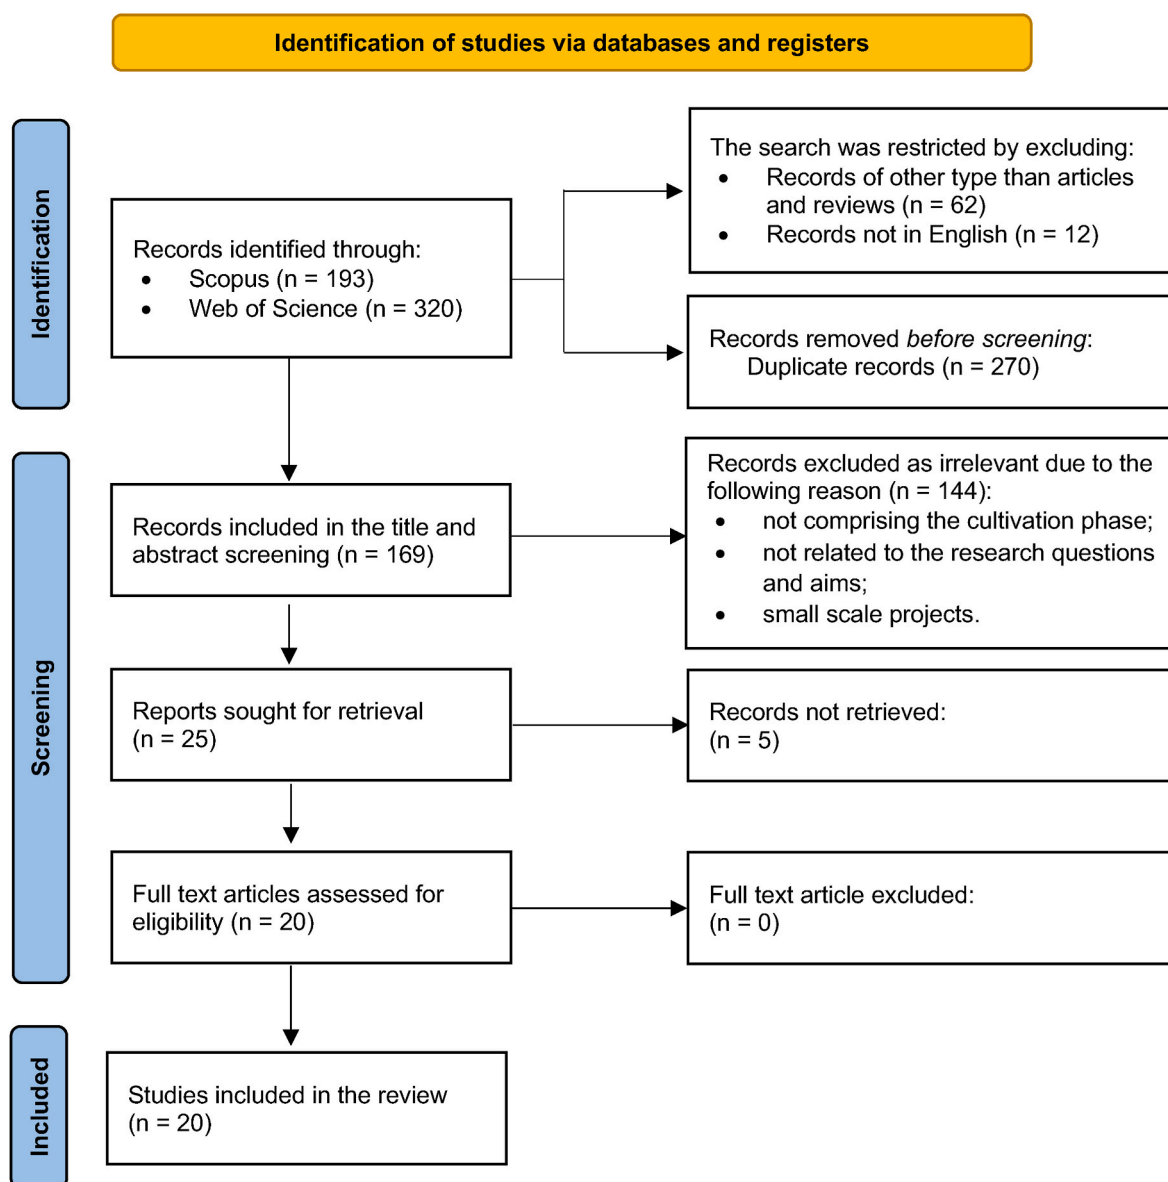 Identification of studies via databases and registers
Identification
Records identified through:
• Scopus (n = 193)
• Web of Science (n = 320)
The search was restricted by excluding:
• Records of other type than articles
and reviews (n = 62)
• Records not in English (n = 12)
Records removed before screening:
Duplicate records (n = 270)
Screening
Records included in the title and
abstract screening (n = 169)
Records excluded as irrelevant due to the
following reason (n = 144):
• not comprising the cultivation phase;
• not related to the research questions
and aims;
• small scale projects.
Reports sought for retrieval
(n = 25)
Records not retrieved:
(n = 5)
Full text articles assessed for
eligibility (n = 20)
Full text article excluded:
(n = 0)
Included
Studies included in the review
(n = 20)